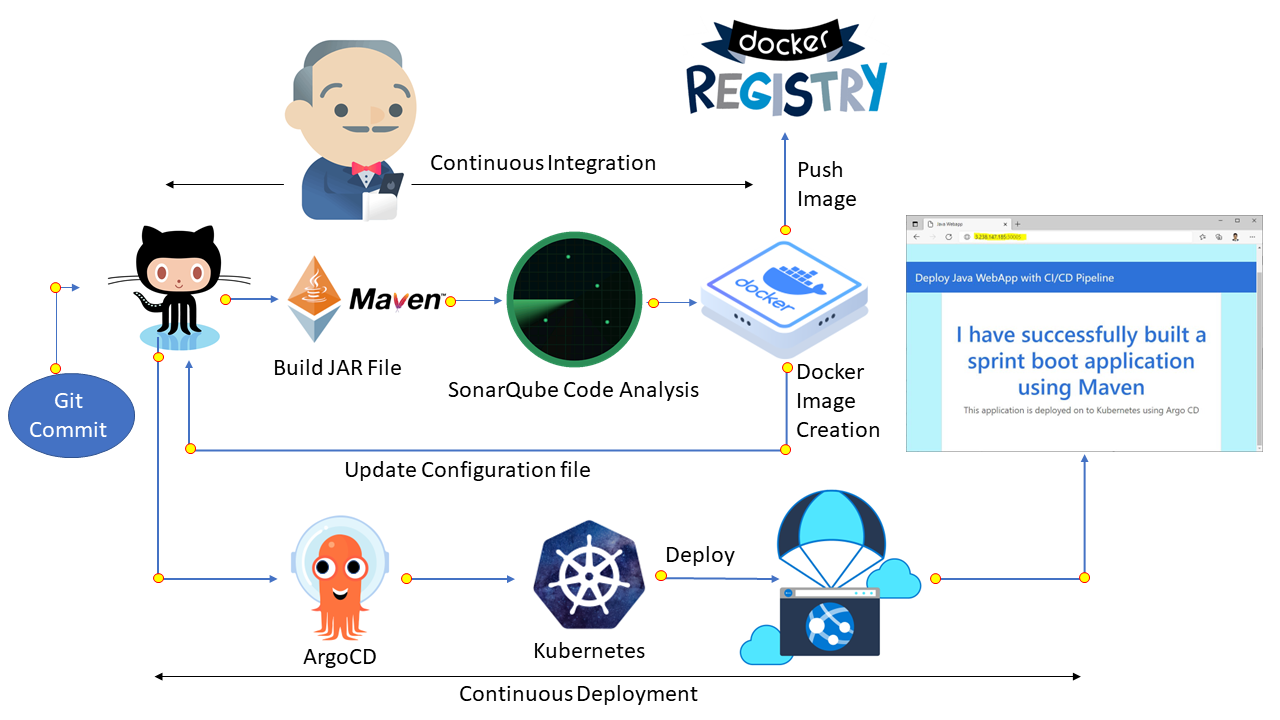 docker
REGISTRY
Continuous Integration
Push
Image
Java Webapp
3.238.147.185:30005
Deploy Java WebApp with CI/CD Pipeline
Maven™
docker
I have successfully built a
sprint boot application
using Maven
This application is deployed on to Kubernetes using Argo CD
Build JAR File
SonarQube Code Analysis
Docker
Image
Creation
Git
Commit
Update Configuration file
Deploy
ArgoCD
Kubernetes
Continuous Deployment